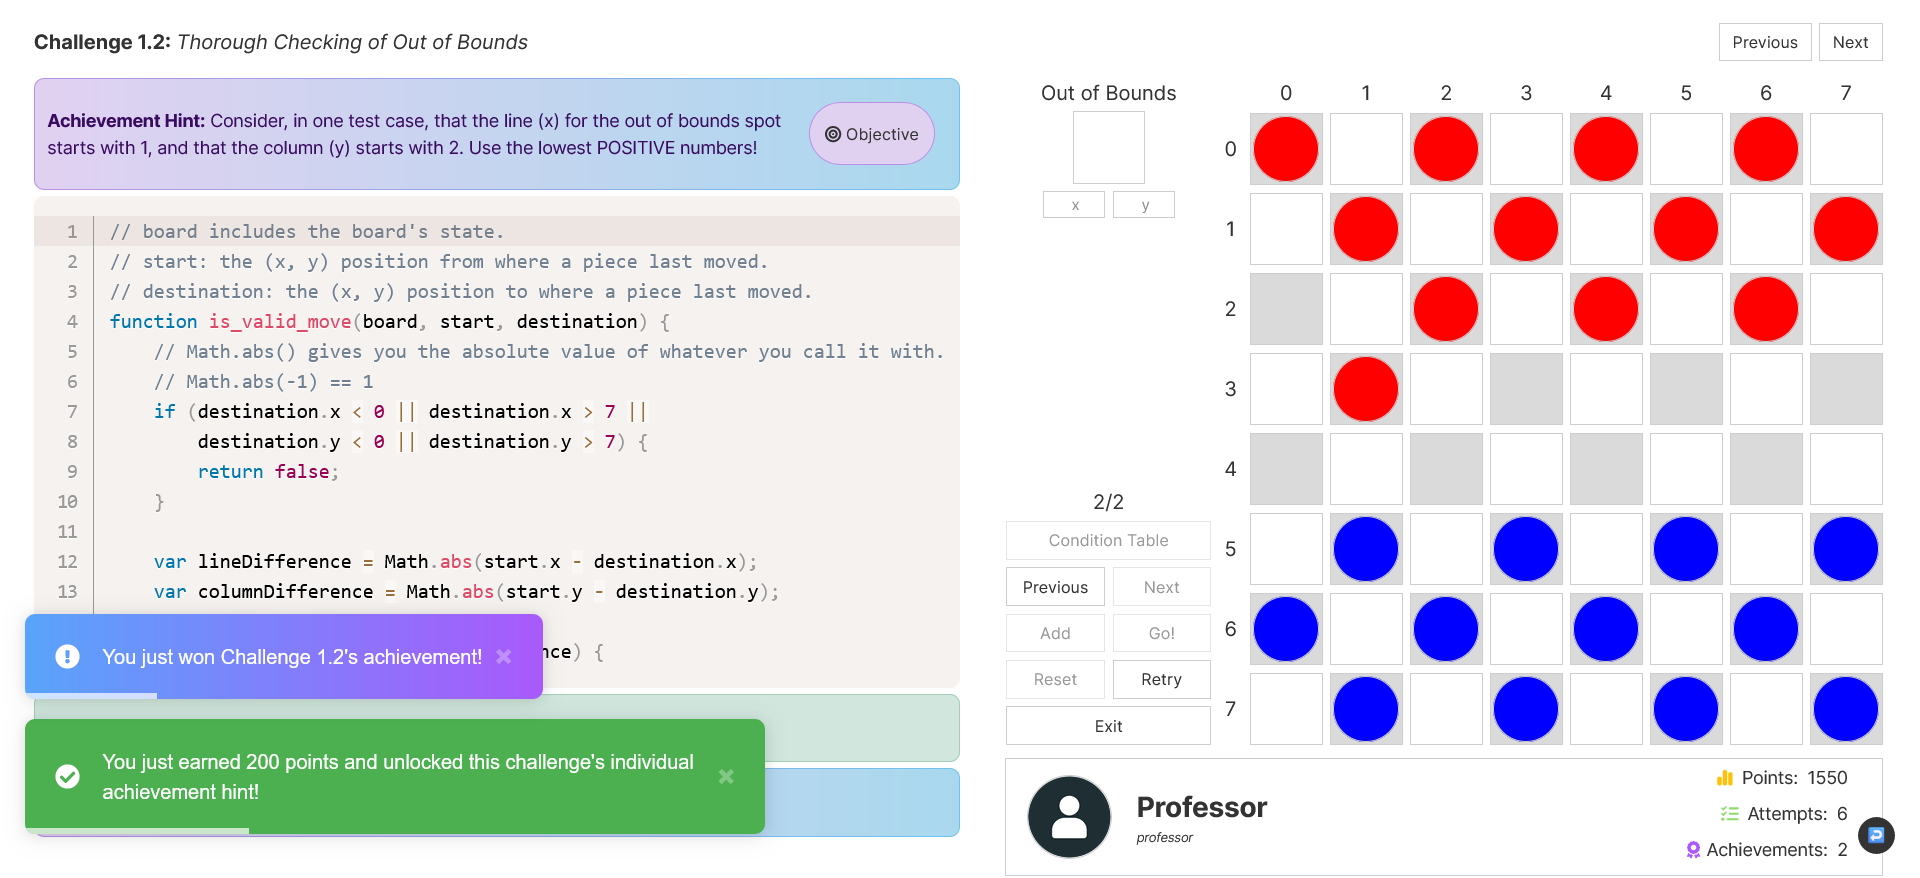 Challenge 1.2: Thorough Checking of Out of Bounds
Previous
Next
Achievement Hint: Consider, in one test case, that the line (x) for the out of bounds spot
starts with 1, and that the column (y) starts with 2. Use the lowest POSITIVE numbers!
Objective
1 // board includes the board's state.
2 // start: the (x, y) position from where a piece last moved.
3 // destination: the (x, y) position to where a piece last moved.
4 function is_valid_move(board, start, destination) {
5 // Math.abs() gives you the absolute value of whatever you call it with.
6 // Math.abs(-1) == 1
7 if (destination.x < 0 || destination.x > 7 ||
8 destination.y < 0 || destination.y > 7) {
9 return false;
10 }
11
12 var lineDifference = Math.abs(start.x - destination.x);
13 var columnDifference = Math.abs(start.y - destination.y);
nce) {
You just won Challenge 1.2's achievement! ×
You just earned 200 points and unlocked this challenge's individual
achievement hint!
×
Out of Bounds
x
y
2/2
Condition Table
Previous
Next
Add
Go!
Reset
Retry
Exit
0 1 2 3 4 5 6 7
0
1
2
3
4
5
6
7
Professor
professor
Points: 1550
Attempts: 6
Achievements: 2